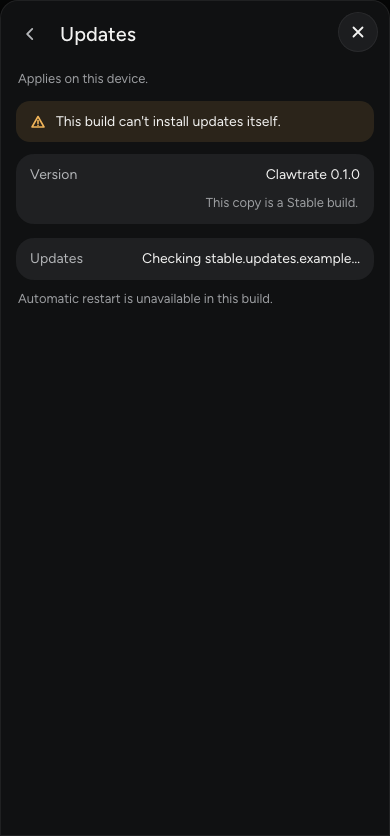 Updates
Applies on this device.
This build can't install updates itself.
Version
Clawtrate 0.1.0
This copy is a Stable build.
Updates
Checking stable.updates.example...
Automatic restart is unavailable in this build.